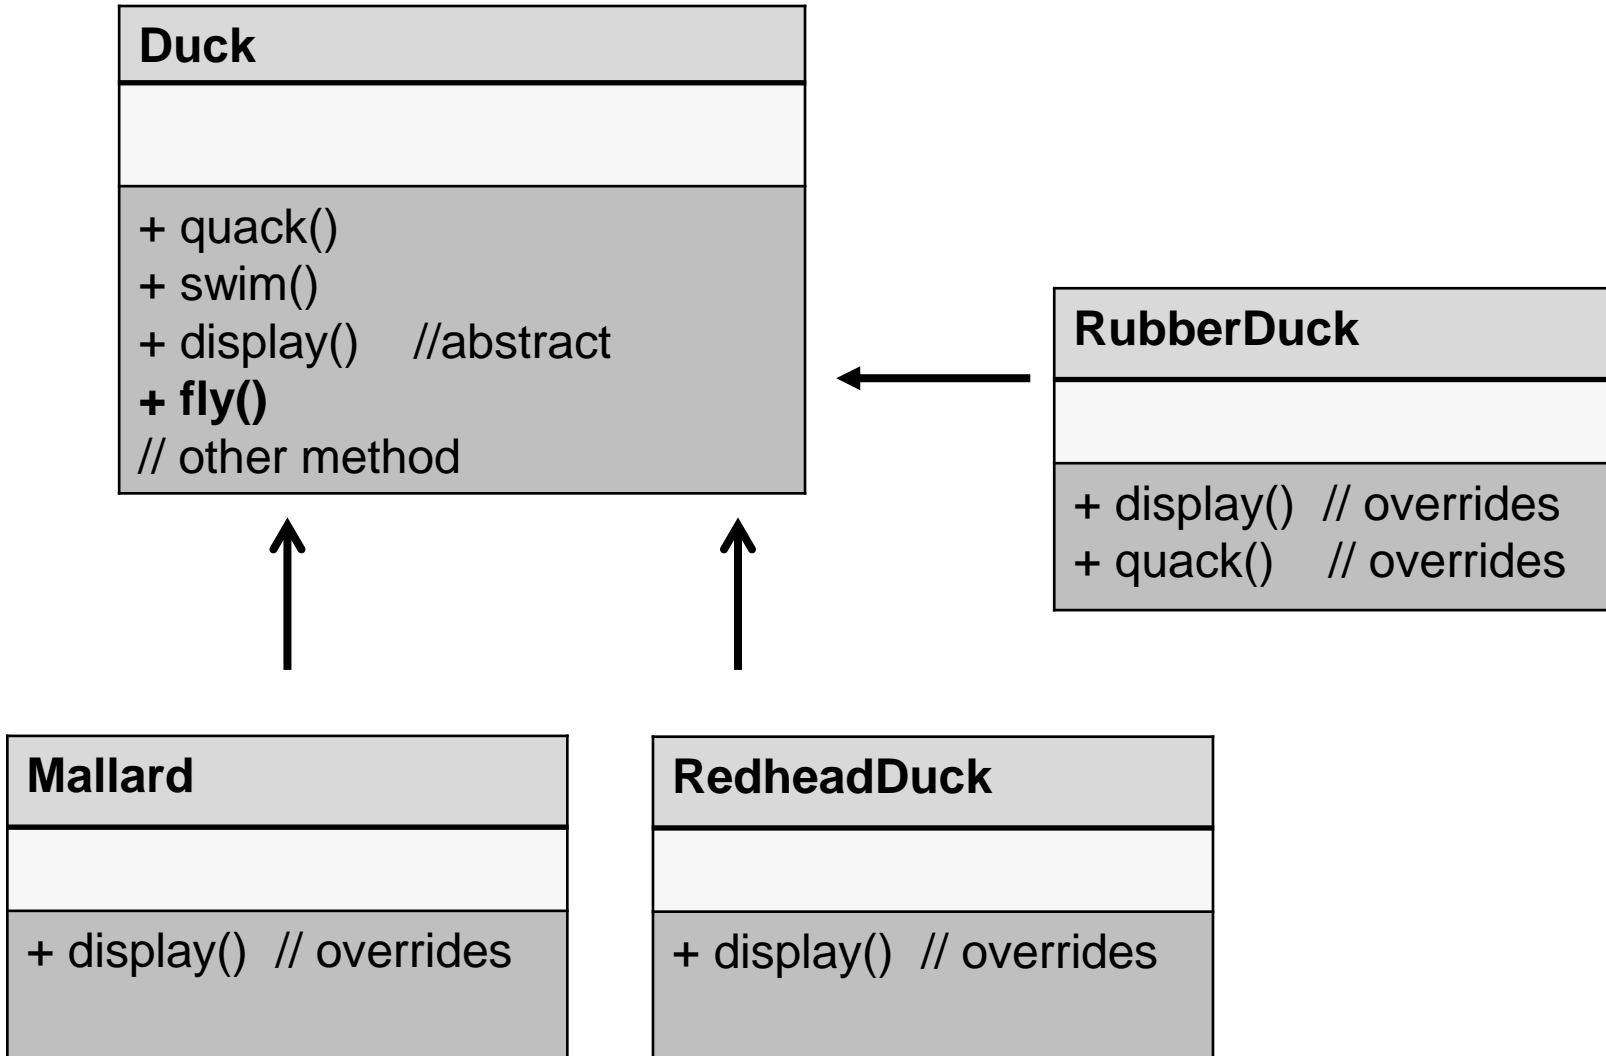 Duck
+ quack()
+ swim()
+ display() //abstract
+ fly()
// other method
RubberDuck
+ display() // overrides
+ quack() // overrides
Mallard
+ display() // overrides
RedheadDuck
+ display() // overrides